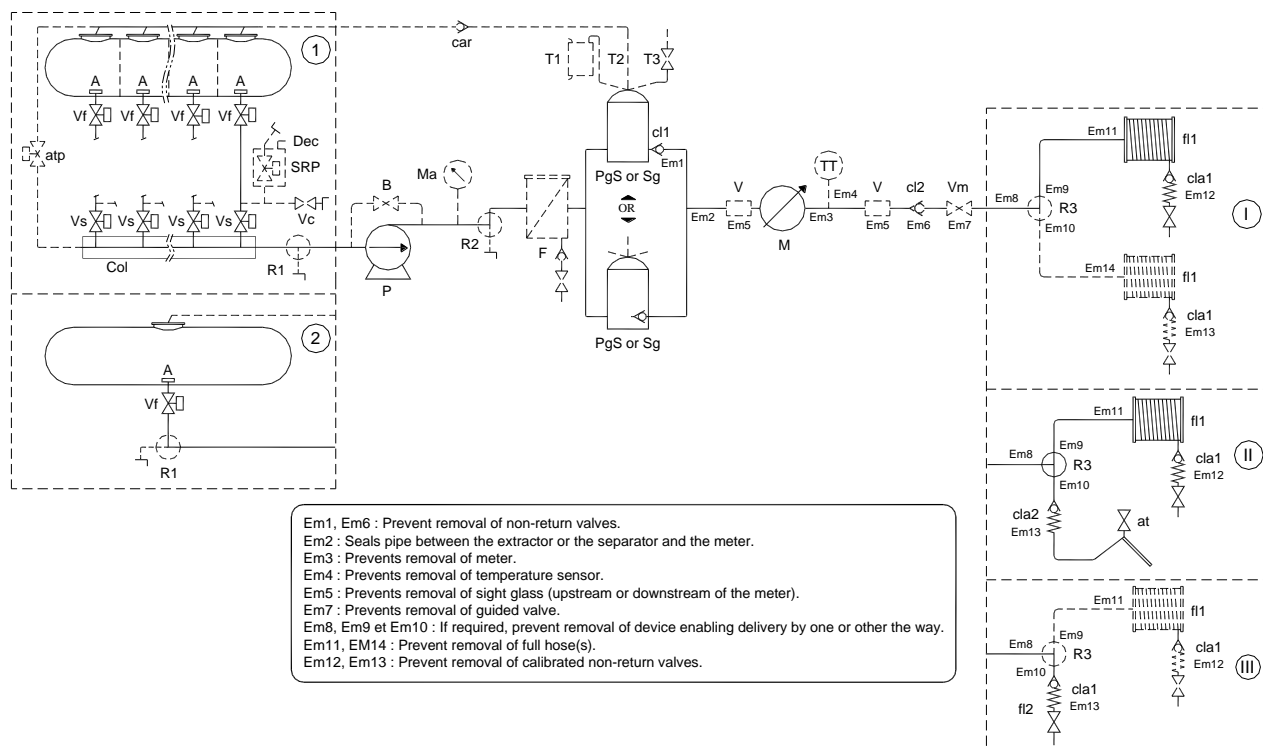 1
car
T1 T2 T3
A A A A
Vf Vf Vf Vf
atp
Dec
SRP
Vs Vs Vs Vs
Vc
Col
R1
B
Ma
P
R2
F
cl1
Em1
PgS or Sg
OR
PgS or Sg
Em2
V
Em5
M
TT
Em4
Em3
V
Em5
cl2
Em6
Vm
Em7
Em8
Em9
R3
Em10
Em11
fl1
cla1
Em12
I
Em14
fl1
cla1
Em13
2
A
Vf
R1
Em11
fl1
Em9
Em8
R3
Em10
cla1
Em12
II
cla2
Em13
at
Em11
fl1
Em9
Em8
R3
Em10
cla1
Em12
III
cla1
Em13
fl2
Em1, Em6 : Prevent removal of non-return valves.
Em2 : Seals pipe between the extractor or the separator and the meter.
Em3 : Prevents removal of meter.
Em4 : Prevents removal of temperature sensor.
Em5 : Prevents removal of sight glass (upstream or downstream of the meter).
Em7 : Prevents removal of guided valve.
Em8, Em9 et Em10 : If required, prevent removal of device enabling delivery by one or other the way.
Em11, EM14 : Prevent removal of full hose(s).
Em12, Em13 : Prevent removal of calibrated non-return valves.